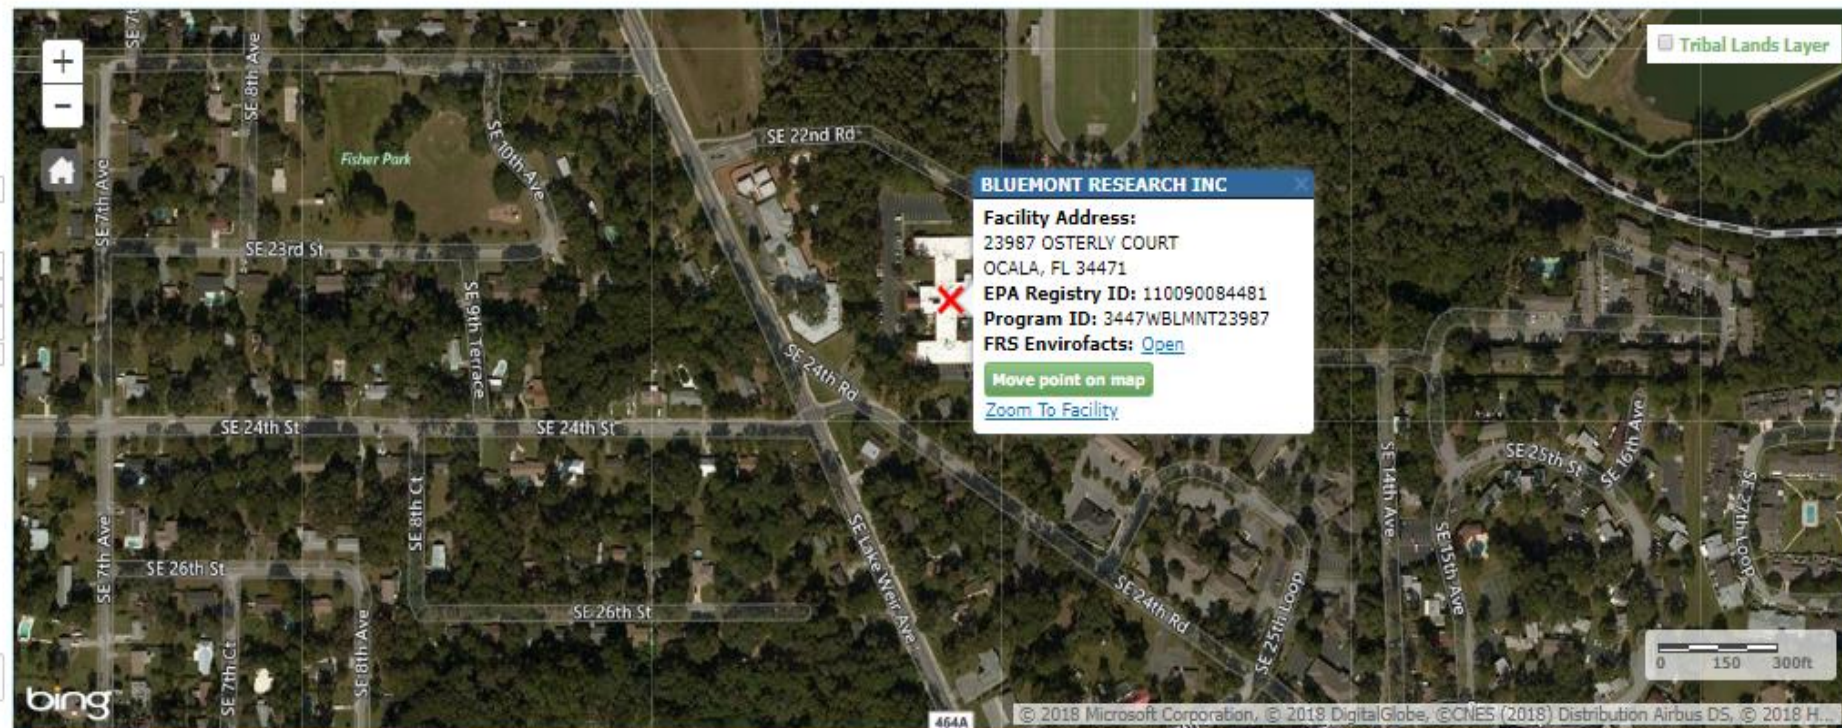 +
−
Tribal Lands Layer
SE 7th
SE 8th Ave
SE 22nd Rd
SE 10th Ave
Fisher Park
SE 7th Ave
SE 23rd St
BLUEMONT RESEARCH INC
Facility Address:
23987 OSTERLY COURT
OCALA, FL 34471
EPA Registry ID: 110090084481
Program ID: 3447WBLMNT23987
FRS Envirofacts: Open
Move point on map
Zoom To Facility
SE 9th Terrace
SE 24th Rd
SE 24th St
SE 24th St
SE 14th Ave
SE 25th St
SE 16th Ave
SE 27th Loop
SE 8th Ct
SE 7th Ave
SE 26th St
SE 26th St
SE Lake Weir Ave
SE 15th Ave
SE 24th Rd
SE 25th Loop
SE 7th Ct
SE 8th Ave
0 150 300ft
bing
464A
© 2018 Microsoft Corporation, © 2018 DigitalGlobe, ©CNES (2018) Distribution Airbus DS, © 2018 H...